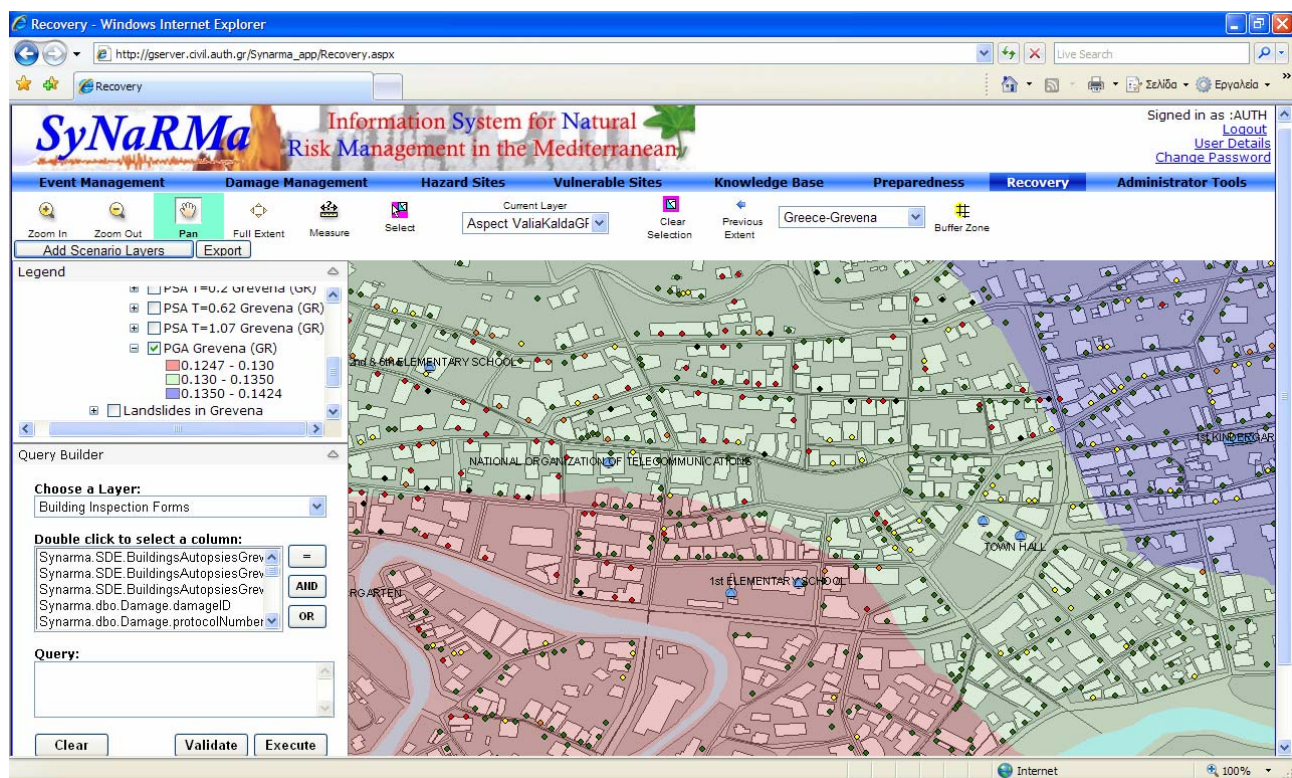 Recovery - Windows Internet Explorer
http://gserver.civil.auth.gr/Synarma_app/Recovery.aspx
Live Search
Recovery
Σελίδα
Εργαλεία
SyNaRMa
Information System for Natural
Risk Management in the Mediterranean
Signed in as :AUTH
Logout
User Details
Change Password
Event Management Damage Management Hazard Sites Vulnerable Sites Knowledge Base Preparedness Recovery Administrator Tools
Zoom In Zoom Out Pan Full Extent Measure Select
Current Layer
Aspect ValiaKaldaGF
Clear Selection
Previous Extent
Greece-Grevena
Buffer Zone
Add Scenario Layers Export
Legend
PSA T=0.2 Grevena (GR)
PSA T=0.62 Grevena (GR)
PSA T=1.07 Grevena (GR)
PGA Grevena (GR)
0.1247 - 0.130
0.130 - 0.1350
0.1350 - 0.1424
Landslides in Grevena
Query Builder
Choose a Layer:
Building Inspection Forms
Double click to select a column:
Synarma.SDE.BuildingsAutopsiesGrev
Synarma.SDE.BuildingsAutopsiesGrev
Synarma.SDE.BuildingsAutopsiesGrev
Synarma.dbo.Damage.damageID
Synarma.dbo.Damage.protocolNumber
=
AND
OR
Query:
Clear Validate Execute
2nd & 6th ELEMENTARY SCHOOL
NATIONAL ORGANIZATION OF TELECOMMUNICATIONS
1st KINDERGAR
TOWN HALL
1st ELEMENTARY SCHOOL
RGARTEN
Internet
100%